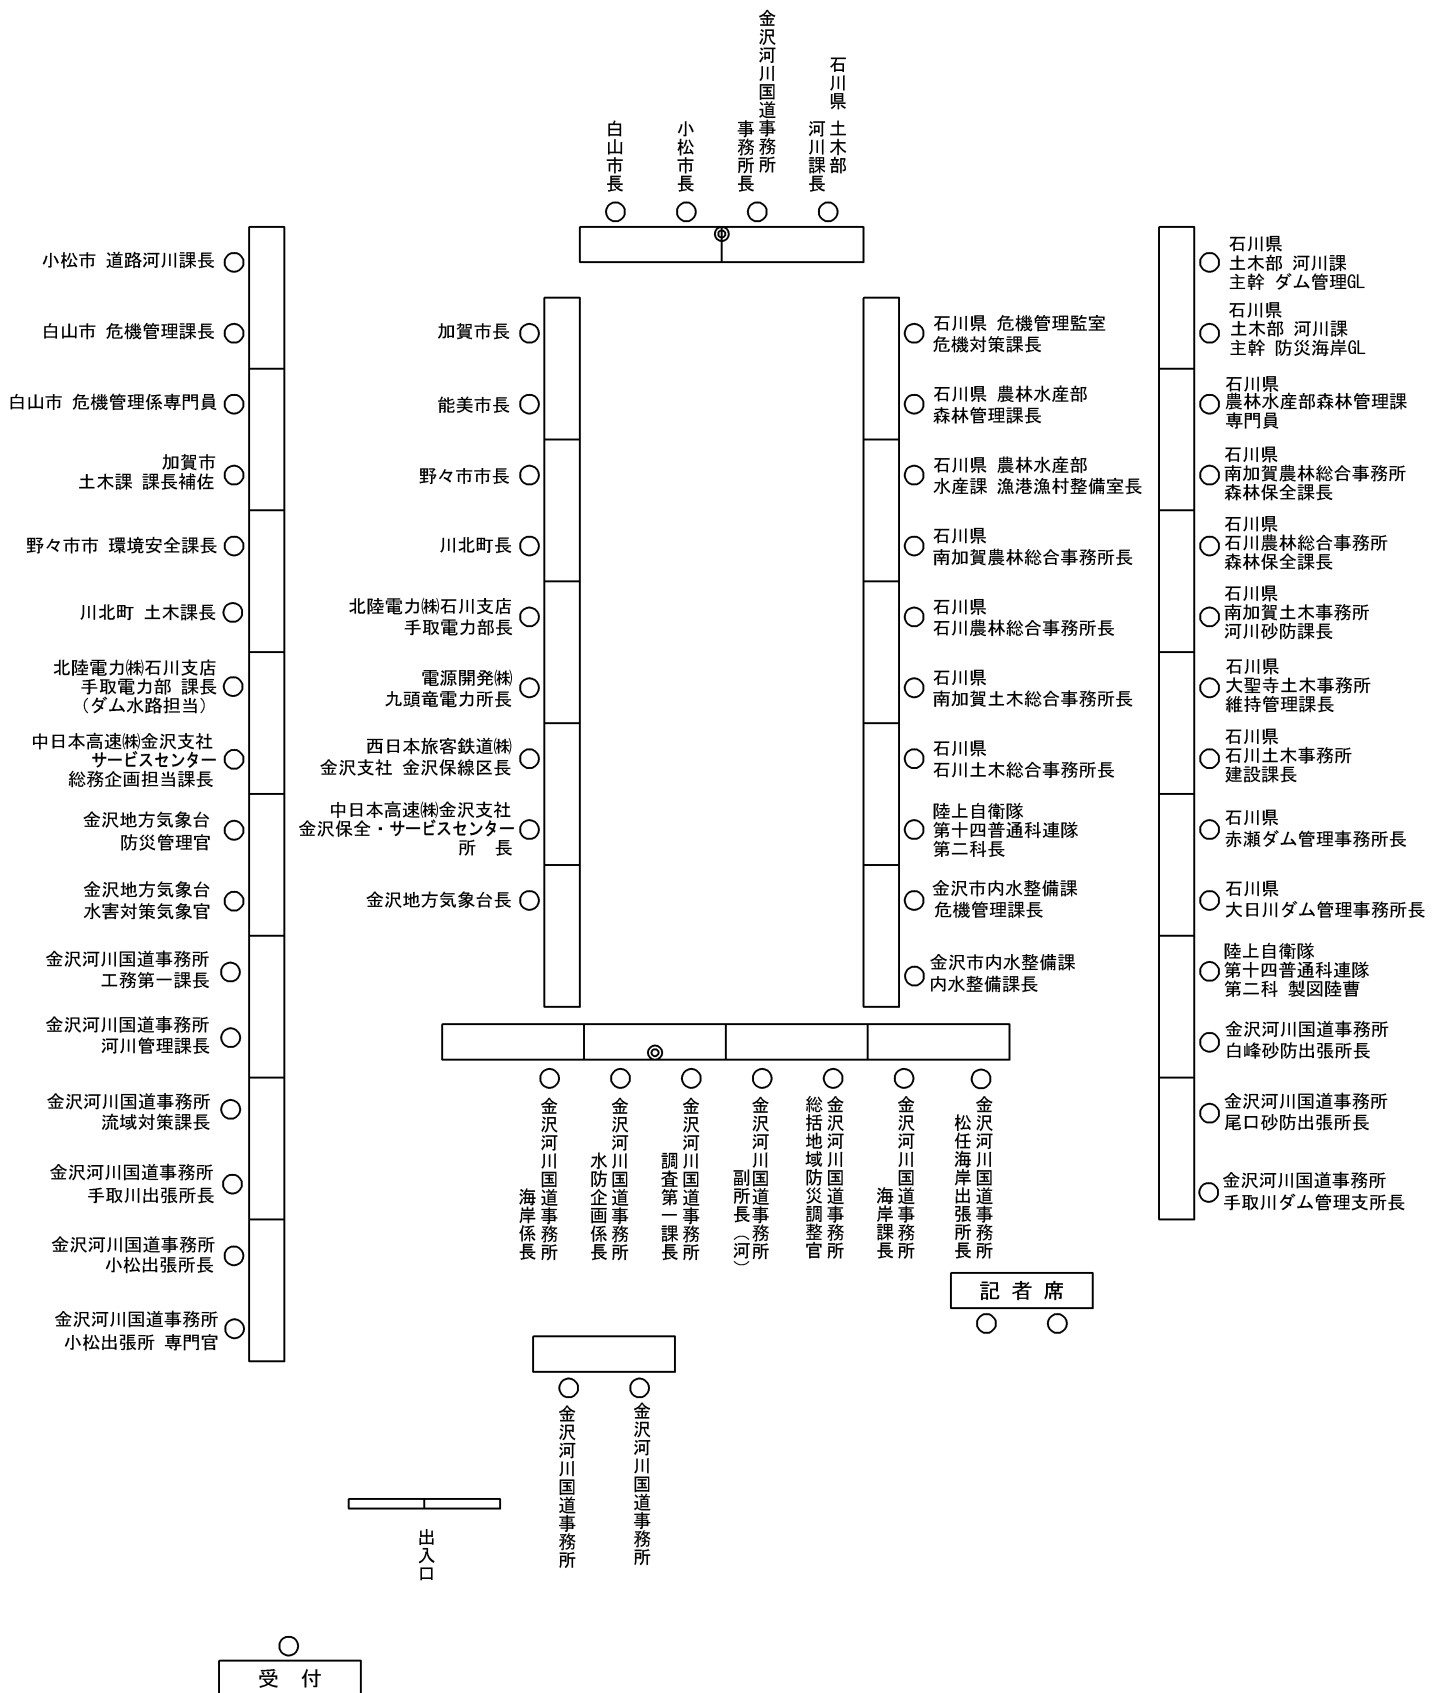 白山市長
小松市長
金沢河川国道事務所
事務所長
石川県 土木部
河川課長
小松市 道路河川課長
白山市 危機管理課長
白山市 危機管理係専門員
加賀市
土木課 課長補佐
野々市市 環境安全課長
川北町 土木課長
北陸電力㈱石川支店
手取電力部 課長
（ダム水路担当）
中日本高速㈱金沢支社
サービスセンター
総務企画担当課長
金沢地方気象台
防災管理官
金沢地方気象台
水害対策気象官
金沢河川国道事務所
工務第一課長
金沢河川国道事務所
河川管理課長
金沢河川国道事務所
流域対策課長
金沢河川国道事務所
手取川出張所長
金沢河川国道事務所
小松出張所長
金沢河川国道事務所
小松出張所 専門官
加賀市長
能美市長
野々市市長
川北町長
北陸電力㈱石川支店
手取電力部長
電源開発㈱
九頭竜電力所長
西日本旅客鉄道㈱
金沢支社 金沢保線区長
中日本高速㈱金沢支社
金沢保全・サービスセンター
所　長
金沢地方気象台長
石川県 危機管理監室
危機対策課長
石川県 農林水産部
森林管理課長
石川県 農林水産部
水産課 漁港漁村整備室長
石川県
南加賀農林総合事務所長
石川県
石川農林総合事務所長
石川県
南加賀土木総合事務所長
石川県
石川土木総合事務所長
陸上自衛隊
第十四普通科連隊
第二科長
金沢市内水整備課
危機管理課長
金沢市内水整備課
内水整備課長
石川県
土木部 河川課
主幹 ダム管理GL
石川県
土木部 河川課
主幹 防災海岸GL
石川県
農林水産部森林管理課
専門員
石川県
南加賀農林総合事務所
森林保全課長
石川県
石川農林総合事務所
森林保全課長
石川県
南加賀土木事務所
河川砂防課長
石川県
大聖寺土木事務所
維持管理課長
石川県
石川土木事務所
建設課長
石川県
赤瀬ダム管理事務所長
石川県
大日川ダム管理事務所長
陸上自衛隊
第十四普通科連隊
第二科 製図陸曹
金沢河川国道事務所
白峰砂防出張所長
金沢河川国道事務所
尾口砂防出張所長
金沢河川国道事務所
手取川ダム管理支所長
金沢河川国道事務所
海岸係長
金沢河川国道事務所
水防企画係長
金沢河川国道事務所
調査第一課長
金沢河川国道事務所
副所長（河）
金沢河川国道事務所
総括地域防災調整官
金沢河川国道事務所
海岸課長
金沢河川国道事務所
松任海岸出張所長
記者席
金沢河川国道事務所
金沢河川国道事務所
出入口
受　付